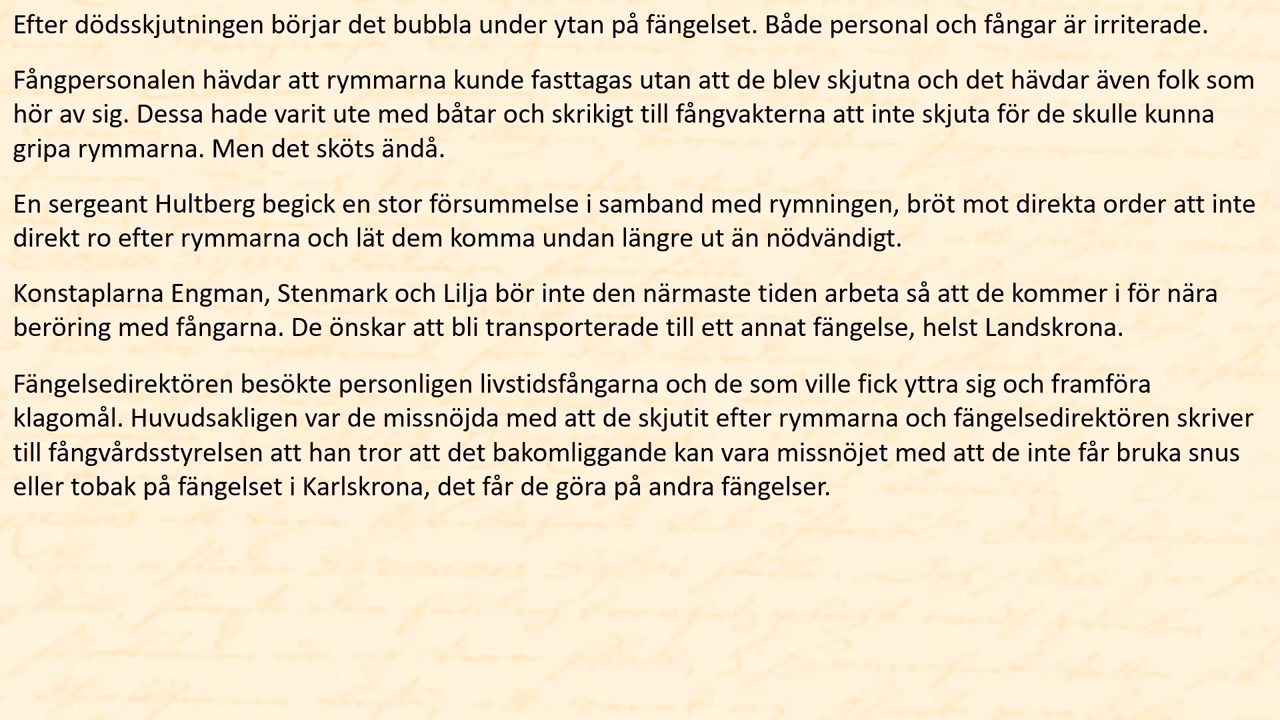 Efter dödsskjutningen börjar det bubbla under ytan på fängelset. Både personal och fångar är irriterade.
Fångpersonalen hävdar att rymmarna kunde fasttagas utan att de blev skjutna och det hävdar även folk som
hör av sig. Dessa hade varit ute med båtar och skrikigt till fångvakterna att inte skjuta för de skulle kunna
gripa rymmarna. Men det sköts ändå.
En sergeant Hultberg begick en stor försummelse i samband med rymningen, bröt mot direkta order att inte
direkt ro efter rymmarna och lät dem komma undan längre ut än nödvändigt.
Konstaplarna Engman, Stenmark och Lilja bör inte den närmaste tiden arbeta så att de kommer i för nära
beröring med fångarna. De önskar att bli transporterade till ett annat fängelse, helst Landskrona.
Fängelsedirektören besökte personligen livstidsfångarna och de som ville fick yttra sig och framföra
klagomål. Huvudsakligen var de missnöjda med att de skjutit efter rymmarna och fängelsedirektören skriver
till fångvårdsstyrelsen att han tror att det bakomliggande kan vara missnöjet med att de inte får bruka snus
eller tobak på fängelset i Karlskrona, det får de göra på andra fängelser.